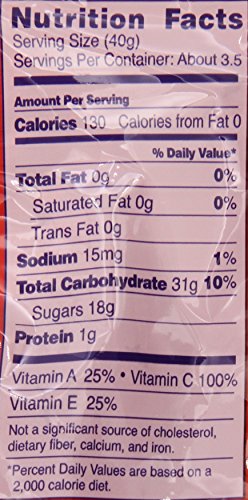 Nutrition Facts
Serving Size (40g)
Servings Per Container: About 3.5
Amount Per Serving
Calories 130 Calories from Fat 0
% Daily Value*
Total Fat 0g 0%
Saturated Fat 0g 0%
Trans Fat 0g
Sodium 15mg 1%
Total Carbohydrate 31g 10%
Sugars 18g
Protein 1g
Vitamin A 25% • Vitamin C 100%
Vitamin E 25%
Not a significant source of cholesterol,
dietary fiber, calcium, and iron.
*Percent Daily Values are based on a
2,000 calorie diet.